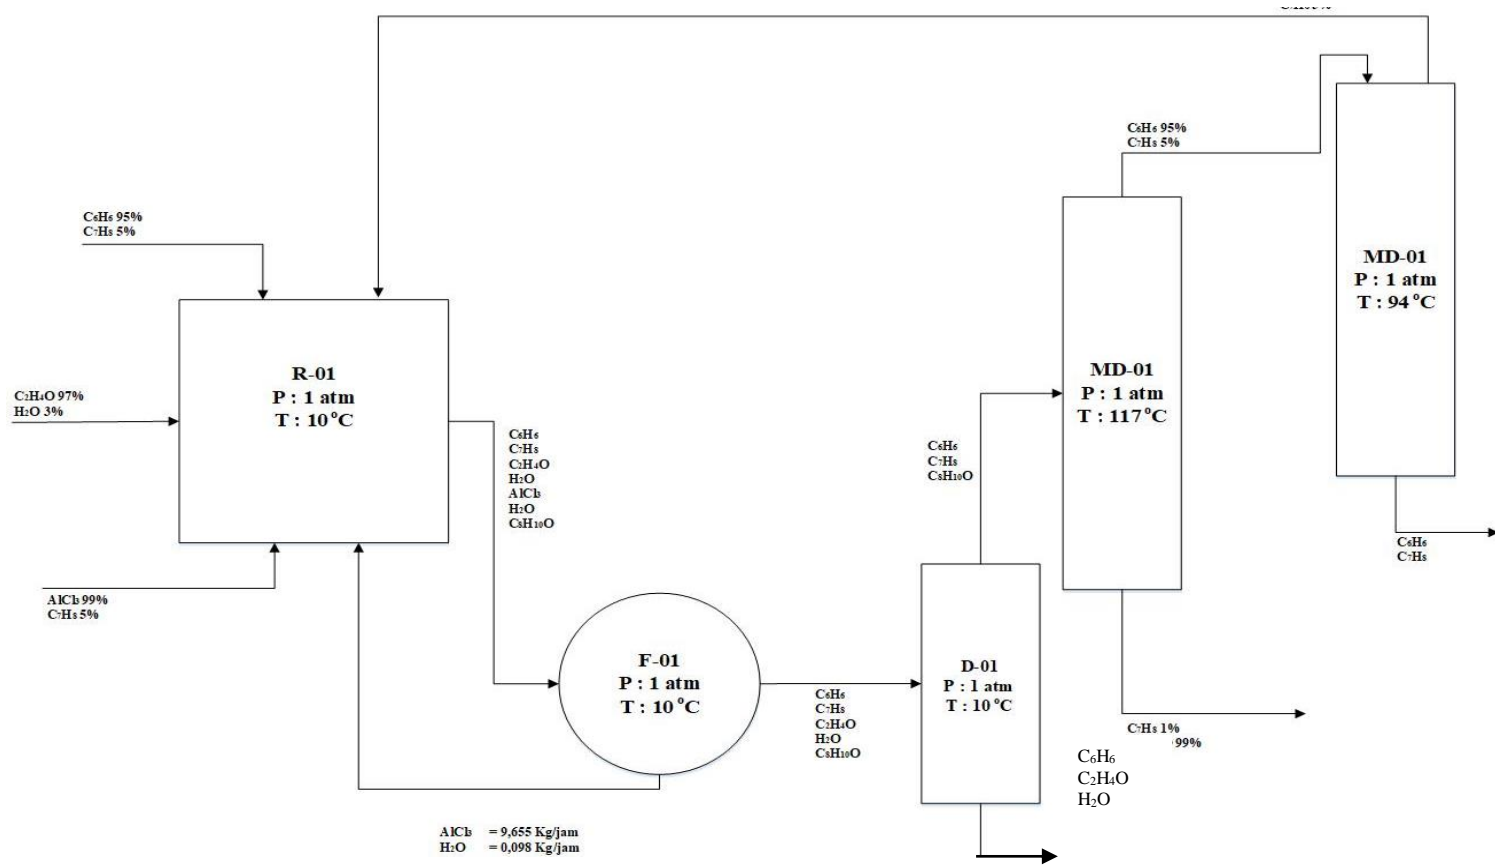 C₆H₆ 95%
C₇H₈ 5%
MD-01
P : 1 atm
T : 94 °C
C₆H₆ 95%
C₇H₈ 5%
R-01
P : 1 atm
T : 10 °C
MD-01
P : 1 atm
T : 117 °C
C₂H₄O 97%
H₂O 3%
C₆H₆
C₇H₈
C₂H₄O
H₂O
AlCl₃
H₂O
C₈H₁₀O
C₆H₆
C₇H₈
C₈H₁₀O
C₆H₆
C₇H₈
AlCl₃ 99%
C₇H₈ 5%
F-01
P : 1 atm
T : 10 °C
D-01
P : 1 atm
T : 10 °C
C₆H₆
C₇H₈
C₂H₄O
H₂O
C₈H₁₀O
C₇H₈ 1%
99%
C₆H₆
C₂H₄O
H₂O
AlCl₃ = 9,655 Kg/jam
H₂O = 0,098 Kg/jam